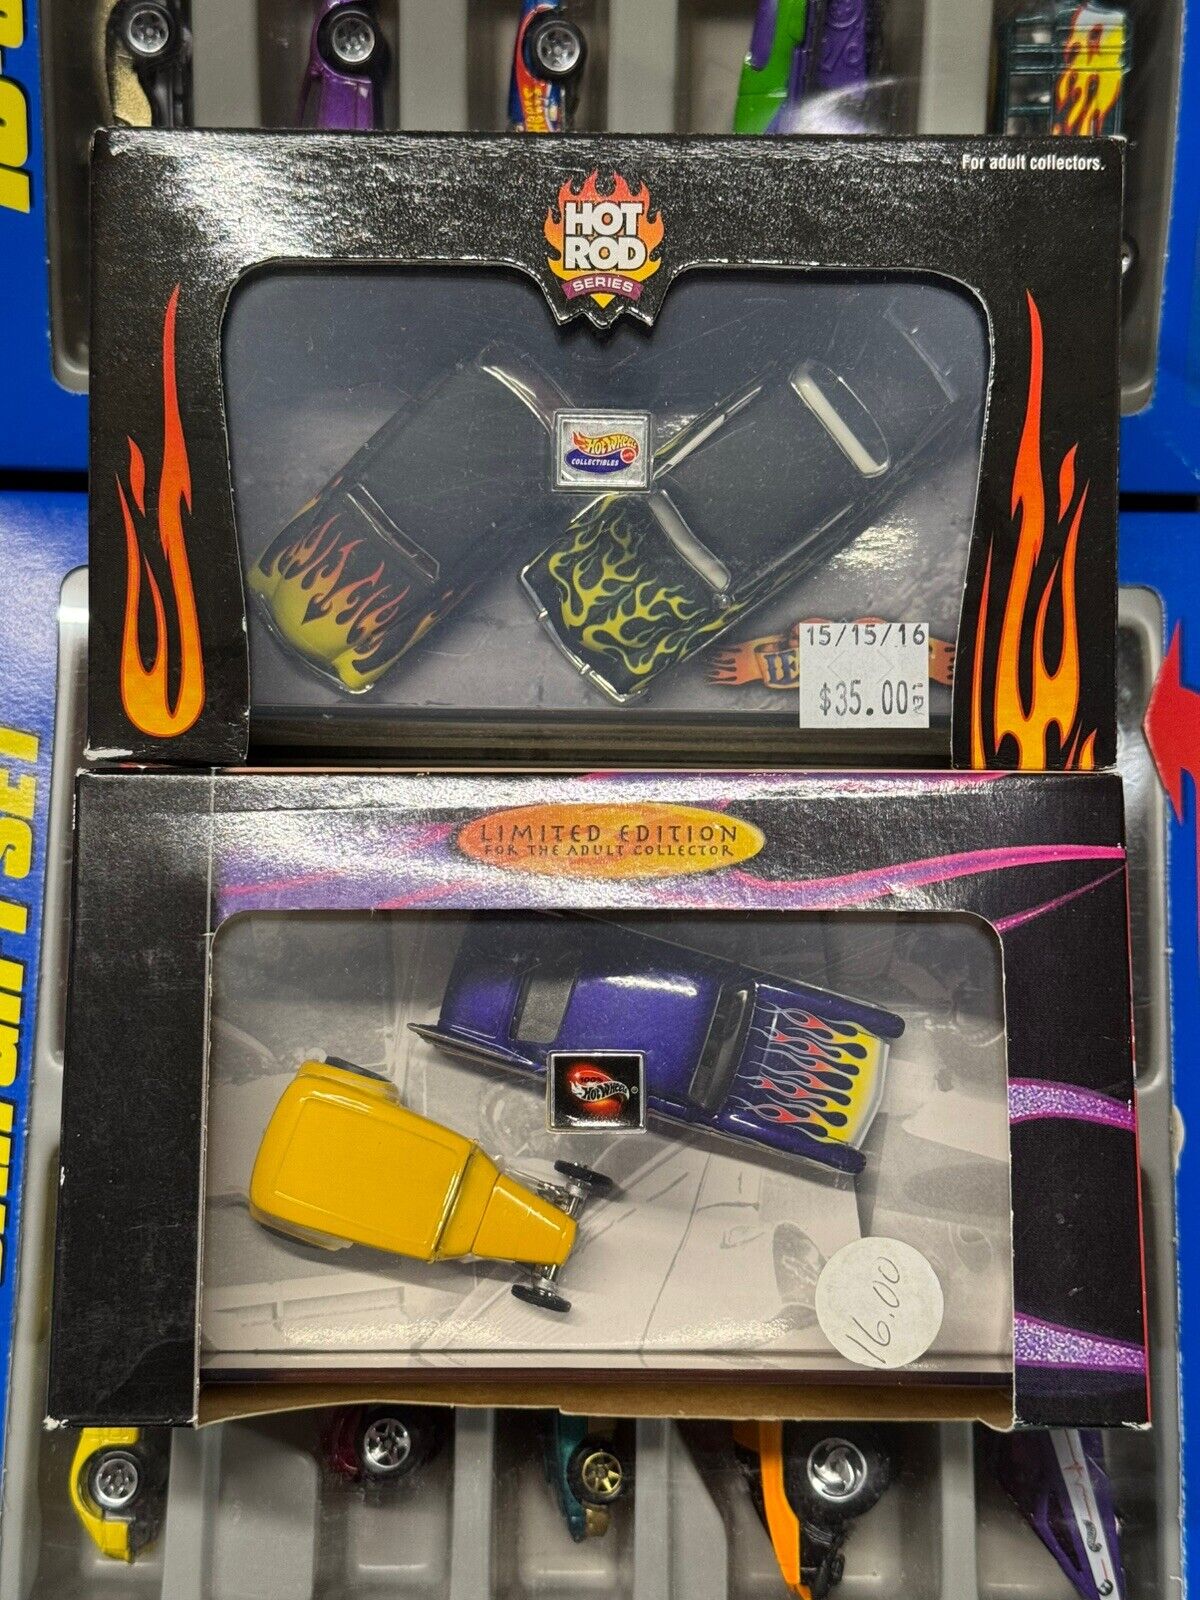 For adult collectors.
HOT
ROD
SERIES
HOT WHEELS
COLLECTIBLES
15/15/16
$35.00
LIMITED EDITION
FOR THE ADULT COLLECTOR
100%
HOT WHEELS
16.00